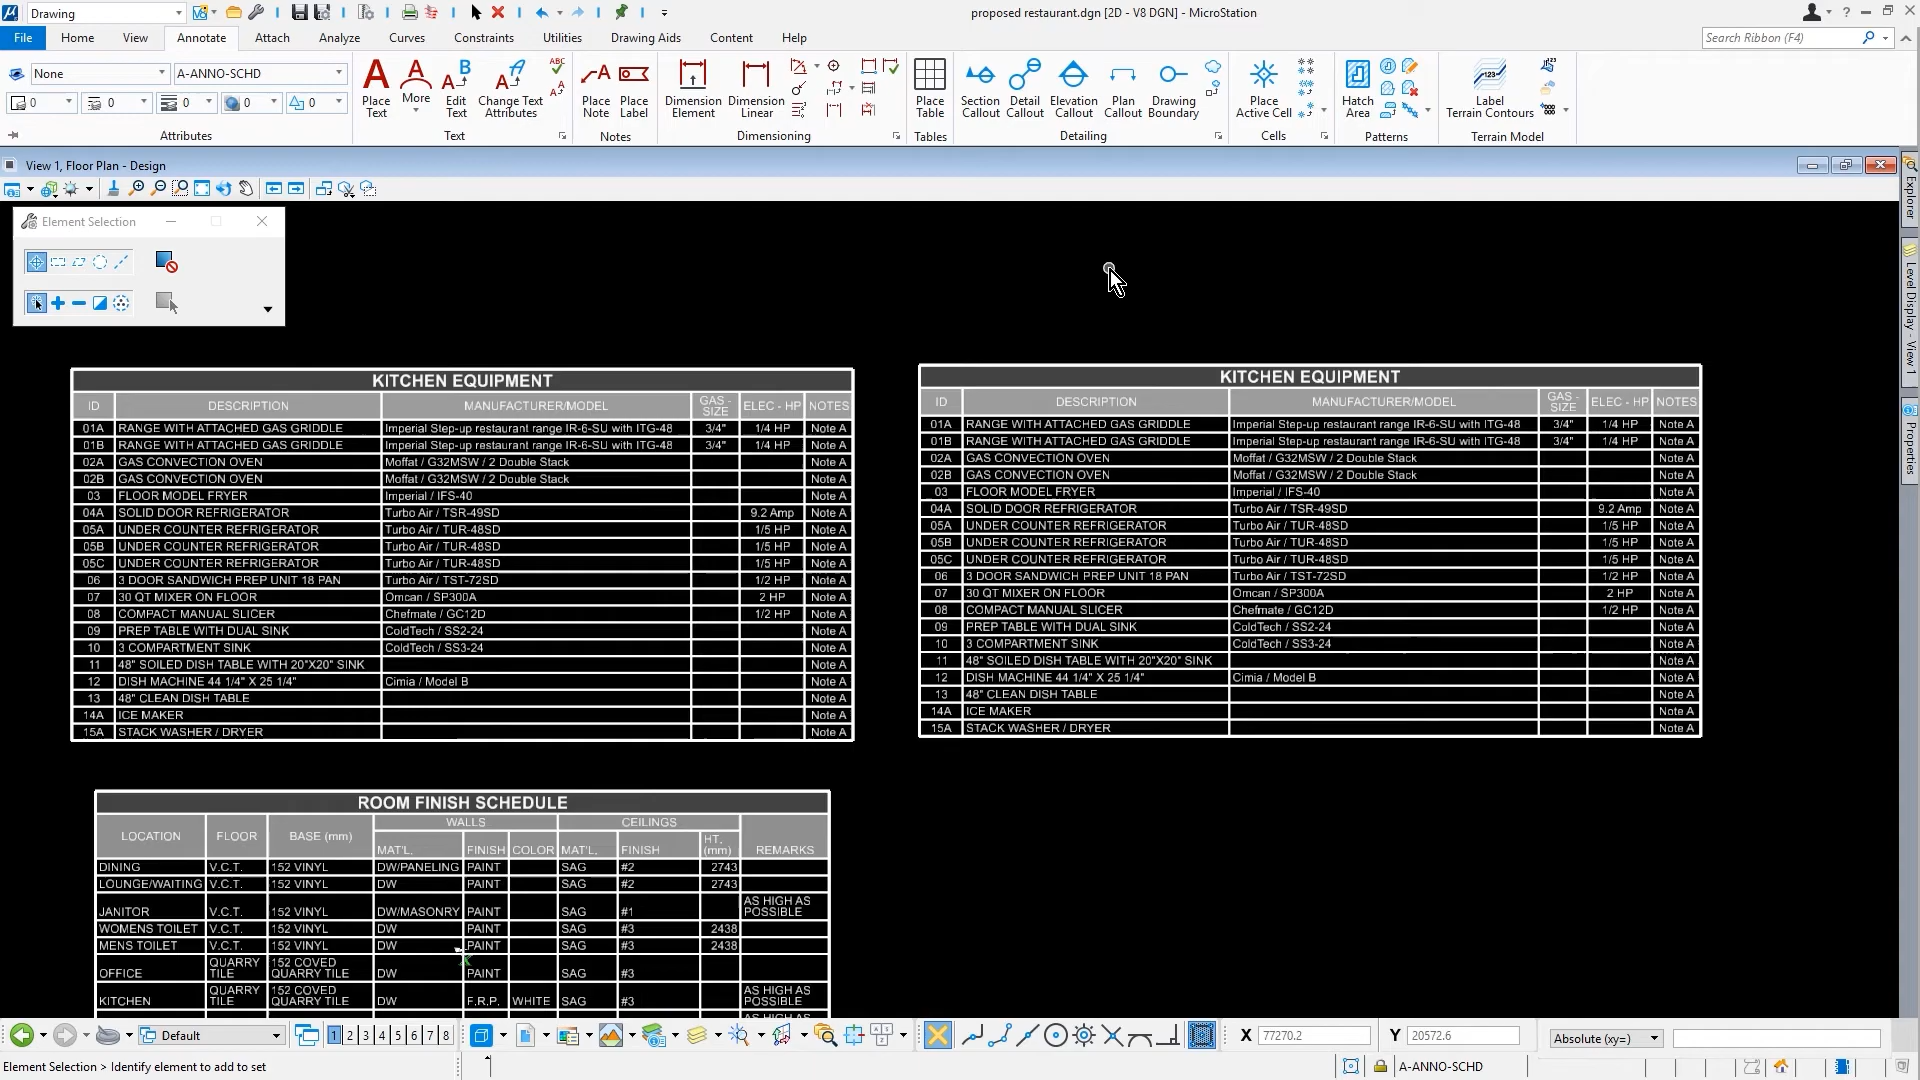 Drawing
proposed restaurant.dgn [2D - V8 DGN] - MicroStation
File Home View Annotate Attach Analyze Curves Constraints Utilities Drawing Aids Content Help
Search Ribbon (F4)
None
A-ANNO-SCHD
0 0 0 0 0
Attributes
Place Text
More
Edit Text
Change Text Attributes
Text
Place Note
Place Label
Notes
Dimension Element
Dimension Linear
Dimensioning
Place Table
Tables
Section Callout
Detail Callout
Elevation Callout
Plan Callout
Drawing Boundary
Detailing
Place Active Cell
Cells
Hatch Area
Patterns
Label Terrain Contours
Terrain Model
View 1, Floor Plan - Design
Explorer
Level Display - View 1
Properties
Element Selection
KITCHEN EQUIPMENT
ID DESCRIPTION MANUFACTURER/MODEL GAS - SIZE ELEC - HP NOTES
01A RANGE WITH ATTACHED GAS GRIDDLE Imperial Step-up restaurant range IR-6-SU with ITG-48 3/4" 1/4 HP Note A
01B RANGE WITH ATTACHED GAS GRIDDLE Imperial Step-up restaurant range IR-6-SU with ITG-48 3/4" 1/4 HP Note A
02A GAS CONVECTION OVEN Moffat / G32MSW / 2 Double Stack Note A
02B GAS CONVECTION OVEN Moffat / G32MSW / 2 Double Stack Note A
03 FLOOR MODEL FRYER Imperial / IFS-40 Note A
04A SOLID DOOR REFRIGERATOR Turbo Air / TSR-49SD 9.2 Amp Note A
05A UNDER COUNTER REFRIGERATOR Turbo Air / TUR-48SD 1/5 HP Note A
05B UNDER COUNTER REFRIGERATOR Turbo Air / TUR-48SD 1/5 HP Note A
05C UNDER COUNTER REFRIGERATOR Turbo Air / TUR-48SD 1/5 HP Note A
06 3 DOOR SANDWICH PREP UNIT 18 PAN Turbo Air / TST-72SD 1/2 HP Note A
07 30 QT MIXER ON FLOOR Omcan / SP300A 2 HP Note A
08 COMPACT MANUAL SLICER Chefmate / GC12D 1/2 HP Note A
09 PREP TABLE WITH DUAL SINK ColdTech / SS2-24 Note A
10 3 COMPARTMENT SINK ColdTech / SS3-24 Note A
11 48" SOILED DISH TABLE WITH 20"X20" SINK Note A
12 DISH MACHINE 44 1/4" X 25 1/4" Cimia / Model B Note A
13 48" CLEAN DISH TABLE Note A
14A ICE MAKER Note A
15A STACK WASHER / DRYER Note A
KITCHEN EQUIPMENT
ID DESCRIPTION MANUFACTURER/MODEL GAS - SIZE ELEC - HP NOTES
01A RANGE WITH ATTACHED GAS GRIDDLE Imperial Step-up restaurant range IR-6-SU with ITG-48 3/4" 1/4 HP Note A
01B RANGE WITH ATTACHED GAS GRIDDLE Imperial Step-up restaurant range IR-6-SU with ITG-48 3/4" 1/4 HP Note A
02A GAS CONVECTION OVEN Moffat / G32MSW / 2 Double Stack Note A
02B GAS CONVECTION OVEN Moffat / G32MSW / 2 Double Stack Note A
03 FLOOR MODEL FRYER Imperial / IFS-40 Note A
04A SOLID DOOR REFRIGERATOR Turbo Air / TSR-49SD 9.2 Amp Note A
05A UNDER COUNTER REFRIGERATOR Turbo Air / TUR-48SD 1/5 HP Note A
05B UNDER COUNTER REFRIGERATOR Turbo Air / TUR-48SD 1/5 HP Note A
05C UNDER COUNTER REFRIGERATOR Turbo Air / TUR-48SD 1/5 HP Note A
06 3 DOOR SANDWICH PREP UNIT 18 PAN Turbo Air / TST-72SD 1/2 HP Note A
07 30 QT MIXER ON FLOOR Omcan / SP300A 2 HP Note A
08 COMPACT MANUAL SLICER Chefmate / GC12D 1/2 HP Note A
09 PREP TABLE WITH DUAL SINK ColdTech / SS2-24 Note A
10 3 COMPARTMENT SINK ColdTech / SS3-24 Note A
11 48" SOILED DISH TABLE WITH 20"X20" SINK Note A
12 DISH MACHINE 44 1/4" X 25 1/4" Cimia / Model B Note A
13 48" CLEAN DISH TABLE Note A
14A ICE MAKER Note A
15A STACK WASHER / DRYER Note A
ROOM FINISH SCHEDULE
WALLS CEILINGS
LOCATION FLOOR BASE (mm) MAT'L. FINISH COLOR MAT'L. FINISH HT. (mm) REMARKS
DINING V.C.T. 152 VINYL DW/PANELING PAINT SAG #2 2743
LOUNGE/WAITING V.C.T. 152 VINYL DW PAINT SAG #2 2743
JANITOR V.C.T. 152 VINYL DW/MASONRY PAINT SAG #1 AS HIGH AS POSSIBLE
WOMENS TOILET V.C.T. 152 VINYL DW PAINT SAG #3 2438
MENS TOILET V.C.T. 152 VINYL DW PAINT SAG #3 2438
OFFICE QUARRY TILE 152 COVED QUARRY TILE DW PAINT SAG #3
KITCHEN QUARRY TILE 152 COVED QUARRY TILE DW F.R.P. WHITE SAG #3 AS HIGH AS POSSIBLE
Default
1 2 3 4 5 6 7 8
X 77270.2
Y 20572.6
Absolute (xy=)
Element Selection > Identify element to add to set
A-ANNO-SCHD